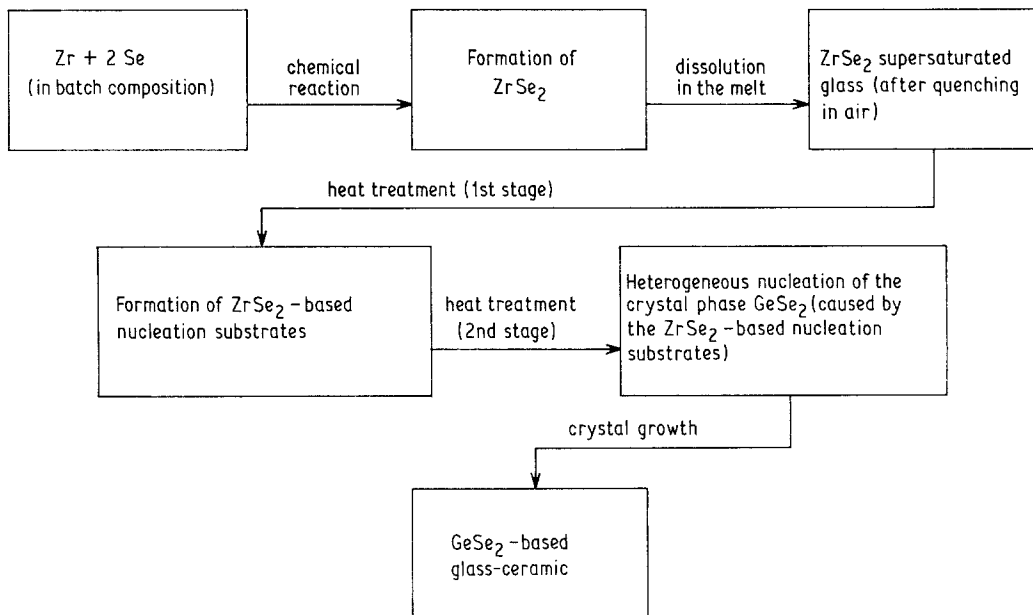 Zr + 2 Se
(in batch composition)
chemical
reaction
Formation of
ZrSe₂
dissolution
in the melt
ZrSe₂ supersaturated
glass (after quenching
in air)
heat treatment (1st stage)
Formation of ZrSe₂-based
nucleation substrates
heat treatment
(2nd stage)
Heterogeneous nucleation of the
crystal phase GeSe₂(caused by
the ZrSe₂-based nucleation
substrates)
crystal growth
GeSe₂-based
glass-ceramic